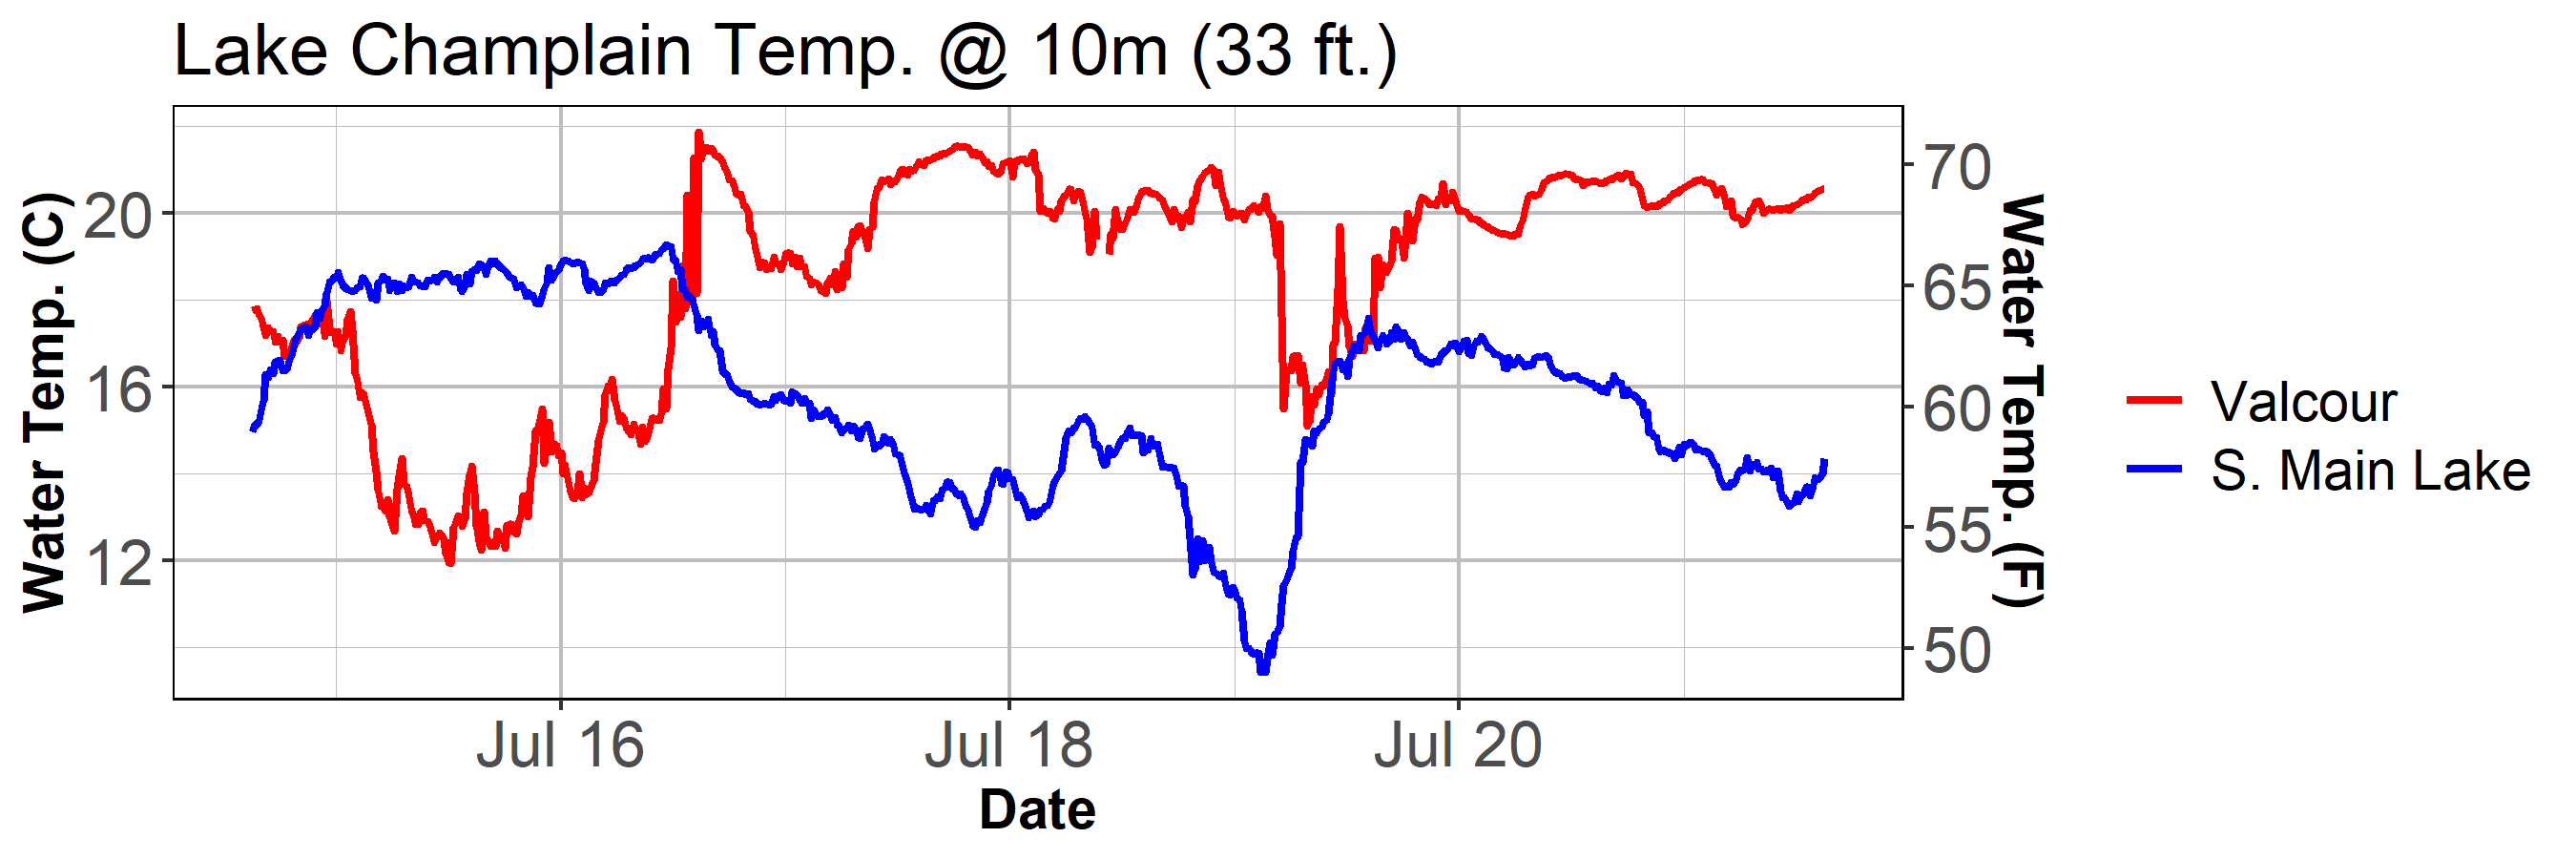 Lake Champlain Temp. @ 10m (33 ft.)
Water Temp. (C)
20
16
12
70
65
60
55
50
Water Temp. (F)
Jul 16
Jul 18
Jul 20
Date
Valcour
S. Main Lake